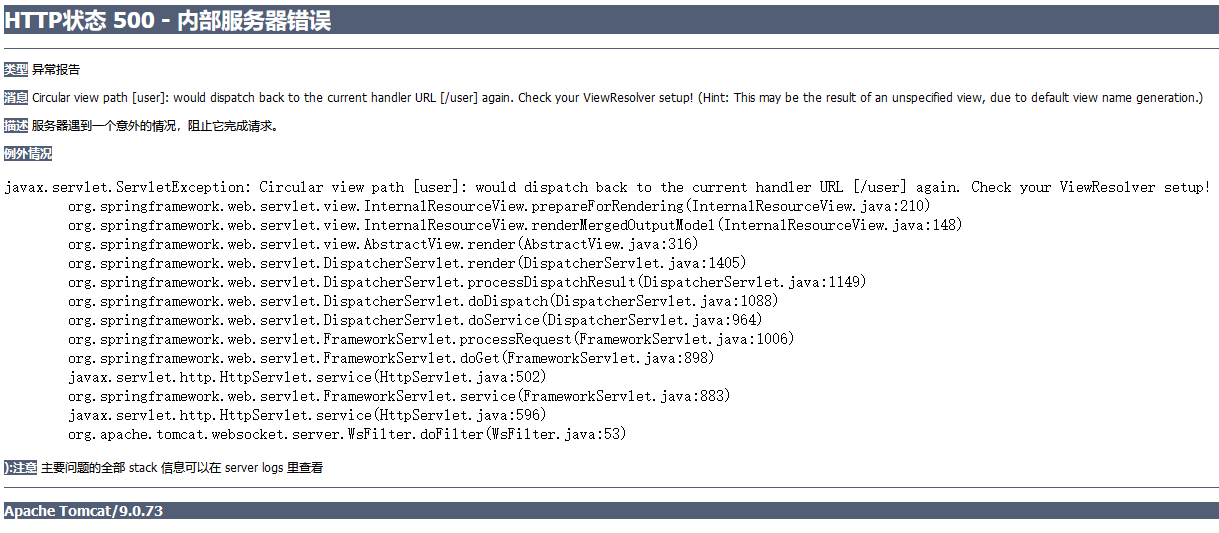 HTTP状态 500 - 内部服务器错误
类型 异常报告
消息 Circular view path [user]: would dispatch back to the current handler URL [/user] again. Check your ViewResolver setup! (Hint: This may be the result of an unspecified view, due to default view name generation.)
描述 服务器遇到一个意外的情况，阻止它完成请求。
例外情况
javax.servlet.ServletException: Circular view path [user]: would dispatch back to the current handler URL [/user] again. Check your ViewResolver setup!
org.springframework.web.servlet.view.InternalResourceView.prepareForRendering(InternalResourceView.java:210)
org.springframework.web.servlet.view.InternalResourceView.renderMergedOutputModel(InternalResourceView.java:148)
org.springframework.web.servlet.view.AbstractView.render(AbstractView.java:316)
org.springframework.web.servlet.DispatcherServlet.render(DispatcherServlet.java:1405)
org.springframework.web.servlet.DispatcherServlet.processDispatchResult(DispatcherServlet.java:1149)
org.springframework.web.servlet.DispatcherServlet.doDispatch(DispatcherServlet.java:1088)
org.springframework.web.servlet.DispatcherServlet.doService(DispatcherServlet.java:964)
org.springframework.web.servlet.FrameworkServlet.processRequest(FrameworkServlet.java:1006)
org.springframework.web.servlet.FrameworkServlet.doGet(FrameworkServlet.java:898)
javax.servlet.http.HttpServlet.service(HttpServlet.java:502)
org.springframework.web.servlet.FrameworkServlet.service(FrameworkServlet.java:883)
javax.servlet.http.HttpServlet.service(HttpServlet.java:596)
org.apache.tomcat.websocket.server.WsFilter.doFilter(WsFilter.java:53)
):注意 主要问题的全部 stack 信息可以在 server logs 里查看
Apache Tomcat/9.0.73